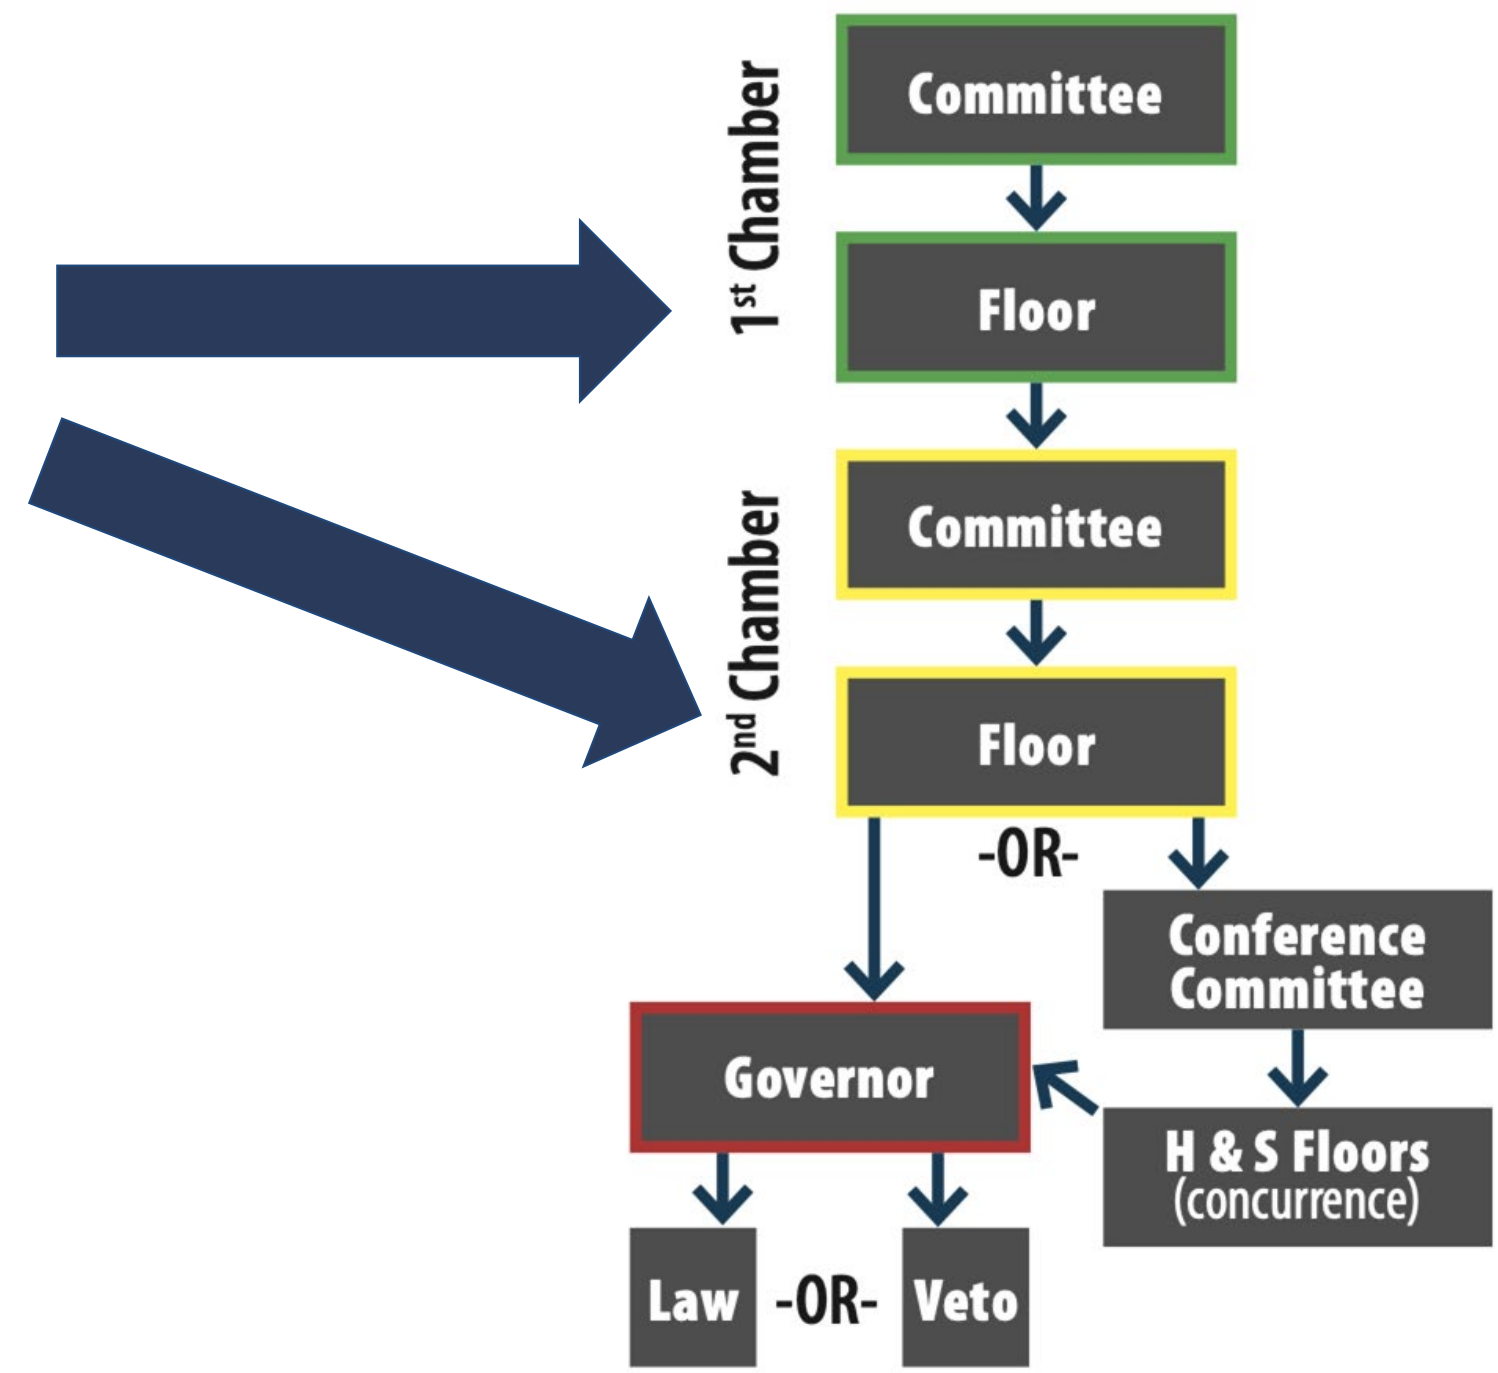 1st Chamber
Committee
Floor
2nd Chamber
Committee
Floor
-OR-
Conference
Committee
Governor
H & S Floors
(concurrence)
Law
-OR-
Veto